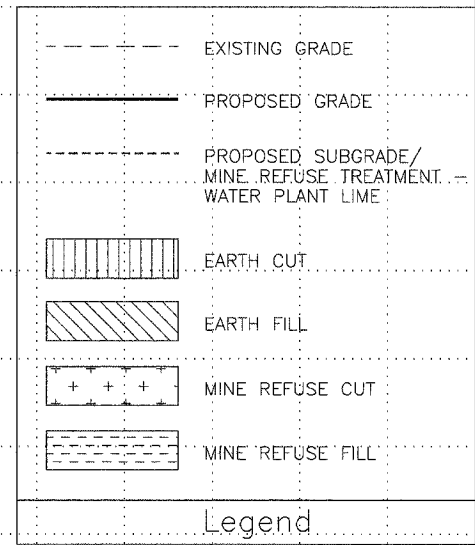 EXISTING GRADE
PROPOSED GRADE
PROPOSED SUBGRADE/
MINE REFUSE TREATMENT –
WATER PLANT LIME
EARTH CUT
EARTH FILL
MINE REFUSE CUT
MINE REFUSE FILL
Legend